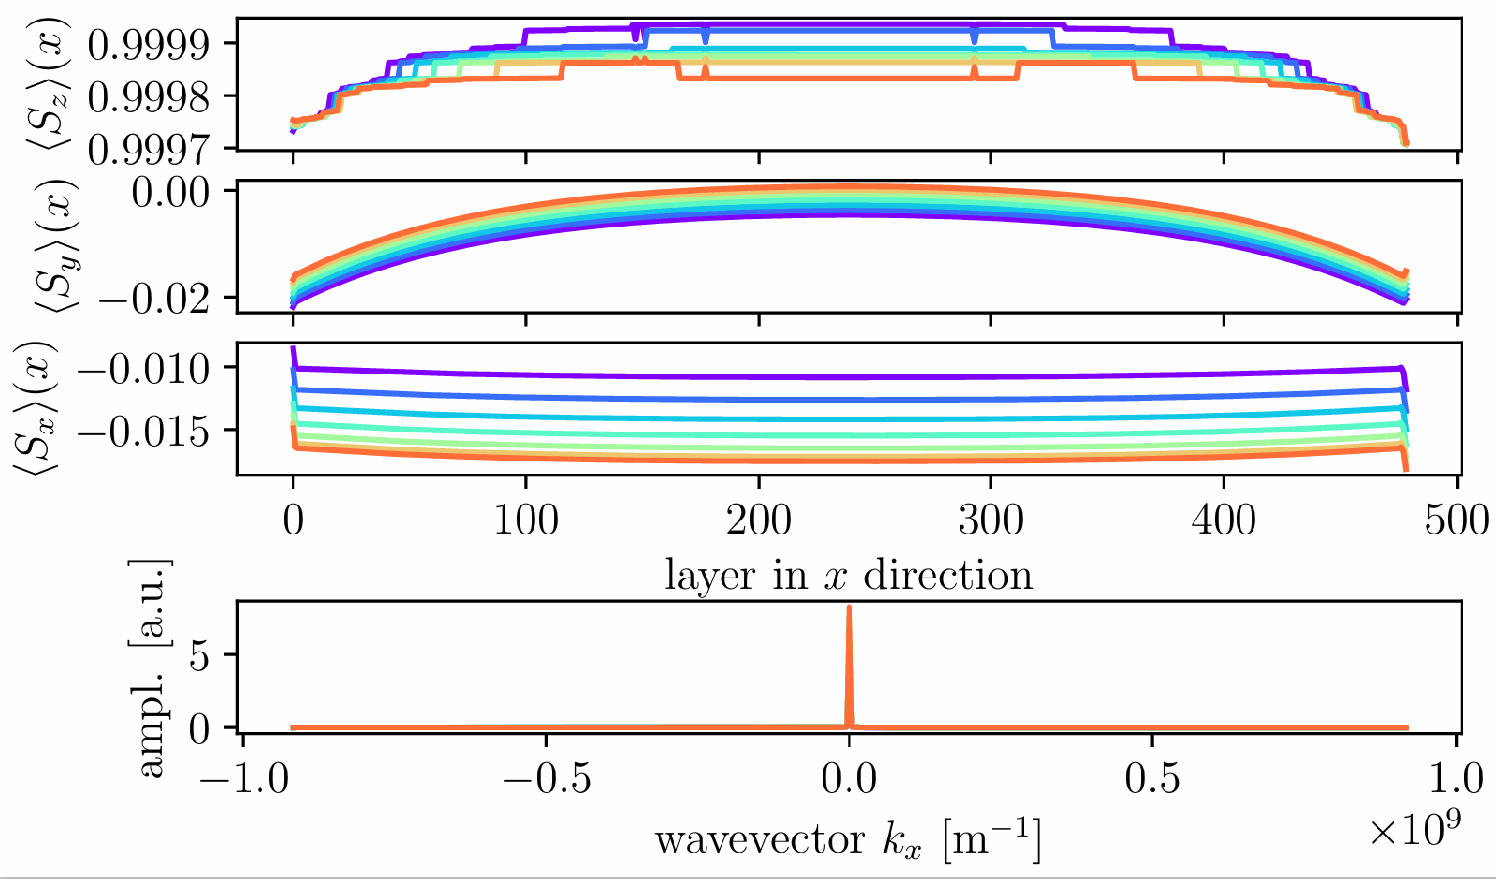 ⟨S_z⟩(x)
0.9999
0.9998
0.9997
⟨S_y⟩(x)
0.00
−0.02
⟨S_x⟩(x)
−0.010
−0.015
0 100 200 300 400 500
layer in x direction
ampl. [a.u.]
5
0
−1.0 −0.5 0.0 0.5 1.0
×10⁹
wavevector k_x [m⁻¹]